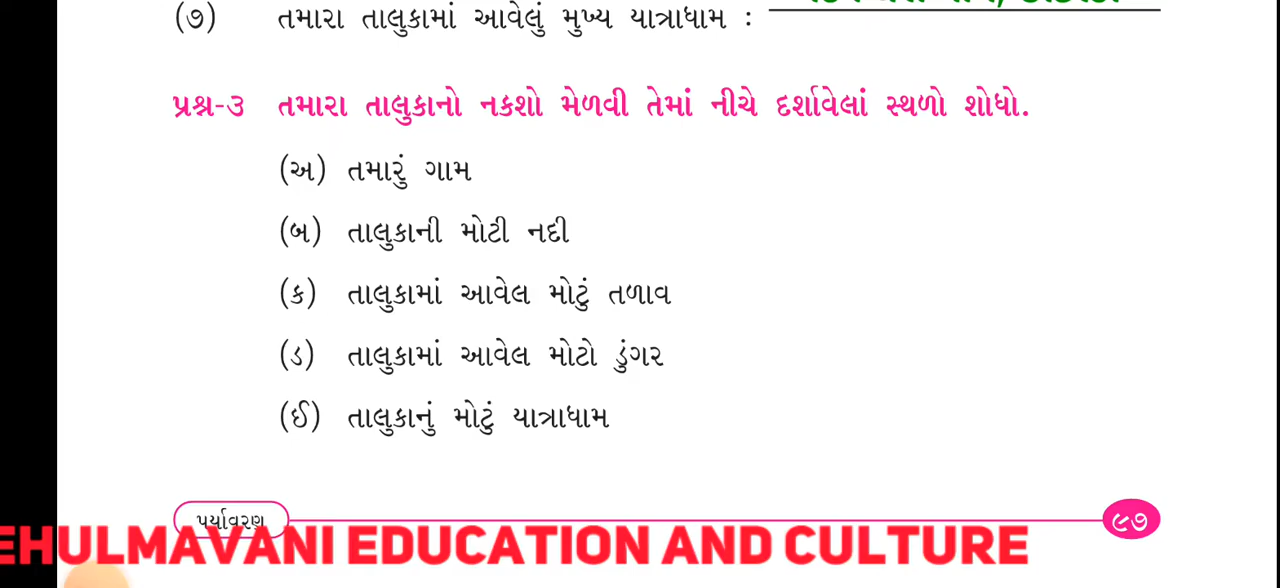 (૭) તમારા તાલુકામાં આવેલું મુખ્ય યાત્રાધામ :
પ્રશ્ન-૩ તમારા તાલુકાનો નકશો મેળવી તેમાં નીચે દર્શાવેલાં સ્થળો શોધો.
(અ) તમારું ગામ
(બ) તાલુકાની મોટી નદી
(ક) તાલુકામાં આવેલ મોટું તળાવ
(ડ) તાલુકામાં આવેલ મોટો ડુંગર
(ઈ) તાલુકાનું મોટું યાત્રાધામ
પર્યાવરણ ૯૭
EHULMAVANI EDUCATION AND CULTURE